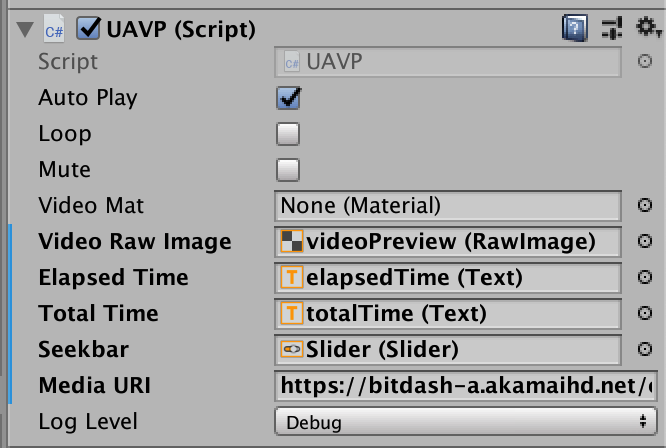 C# UAVP (Script)
Script C# UAVP
Auto Play
Loop
Mute
Video Mat None (Material)
Video Raw Image videoPreview (RawImage)
Elapsed Time T elapsedTime (Text)
Total Time T totalTime (Text)
Seekbar Slider (Slider)
Media URI https://bitdash-a.akamaihd.net/
Log Level Debug